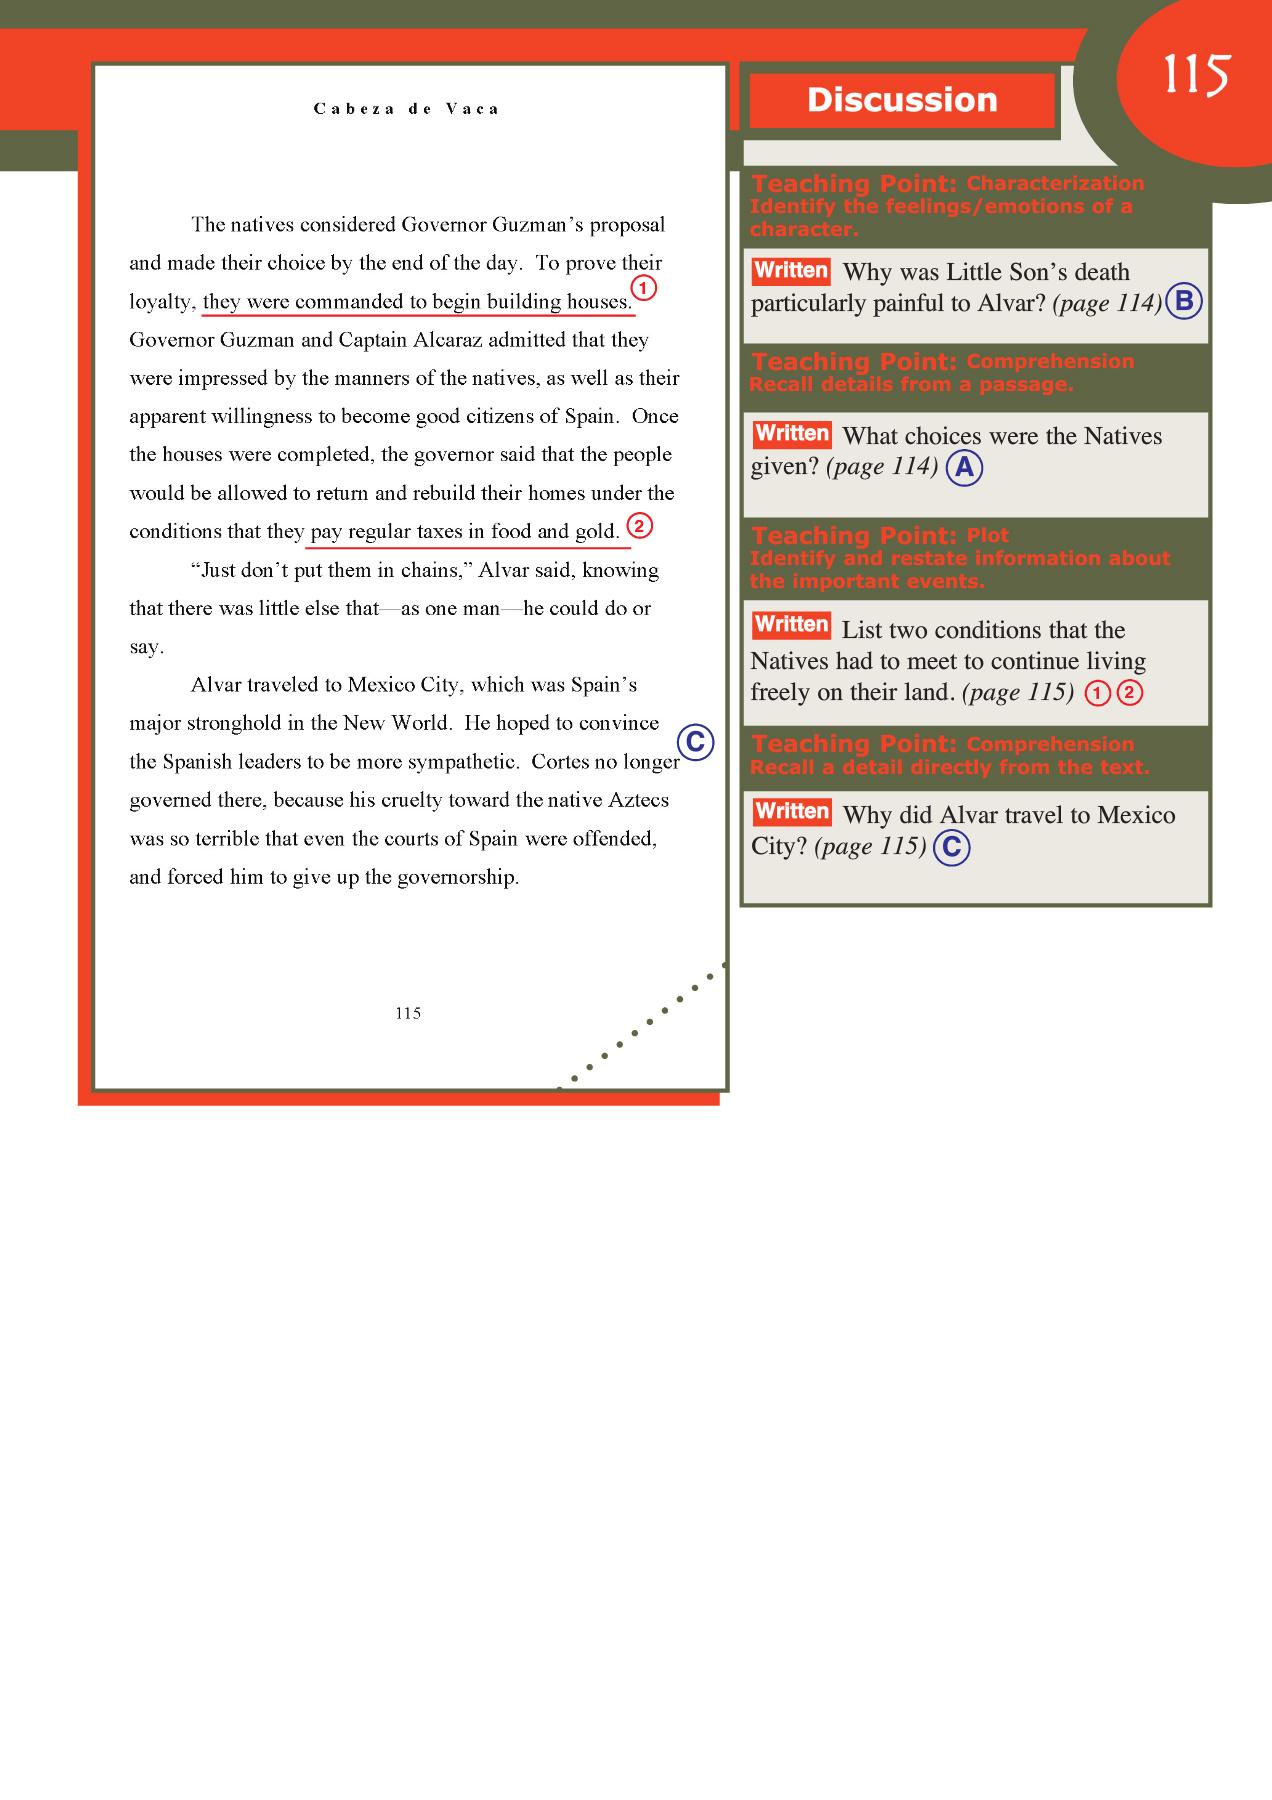 115
Cabeza de Vaca
The natives considered Governor Guzman’s proposal
and made their choice by the end of the day.  To prove their
loyalty, they were commanded to begin building houses. 1
Governor Guzman and Captain Alcaraz admitted that they
were impressed by the manners of the natives, as well as their
apparent willingness to become good citizens of Spain.  Once
the houses were completed, the governor said that the people
would be allowed to return and rebuild their homes under the
conditions that they pay regular taxes in food and gold. 2
“Just don’t put them in chains,” Alvar said, knowing
that there was little else that—as one man—he could do or
say.
Alvar traveled to Mexico City, which was Spain’s
major stronghold in the New World.  He hoped to convince
the Spanish leaders to be more sympathetic.  Cortes no longer C
governed there, because his cruelty toward the native Aztecs
was so terrible that even the courts of Spain were offended,
and forced him to give up the governorship.
115
Discussion
Teaching Point: Characterization
Identify the feelings/emotions of a
character.
Written Why was Little Son’s death
particularly painful to Alvar? (page 114) B
Teaching Point: Comprehension
Recall details from a passage.
Written What choices were the Natives
given? (page 114) A
Teaching Point: Plot
Identify and restate information about
the important events.
Written List two conditions that the
Natives had to meet to continue living
freely on their land. (page 115) 1 2
Teaching Point: Comprehension
Recall a detail directly from the text.
Written Why did Alvar travel to Mexico
City? (page 115) C